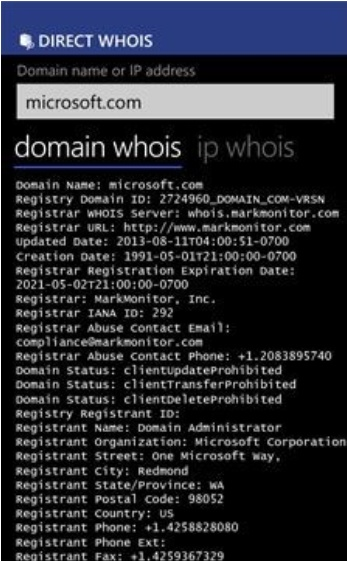 DIRECT WHOIS
Domain name or IP address
microsoft.com
domain whois ip whois
Domain Name: microsoft.com
Registry Domain ID: 2724960_DOMAIN_COM-VRSN
Registrar WHOIS Server: whois.markmonitor.com
Registrar URL: http://www.markmonitor.com
Updated Date: 2013-08-11T04:00:51-0700
Creation Date: 1991-05-01T21:00:00-0700
Registrar Registration Expiration Date:
2021-05-02T21:00:00-0700
Registrar: MarkMonitor, Inc.
Registrar IANA ID: 292
Registrar Abuse Contact Email:
compliance@markmonitor.com
Registrar Abuse Contact Phone: +1.2083895740
Domain Status: clientUpdateProhibited
Domain Status: clientTransferProhibited
Domain Status: clientDeleteProhibited
Registry Registrant ID:
Registrant Name: Domain Administrator
Registrant Organization: Microsoft Corporation
Registrant Street: One Microsoft Way,
Registrant City: Redmond
Registrant State/Province: WA
Registrant Postal Code: 98052
Registrant Country: US
Registrant Phone: +1.4258828080
Registrant Phone Ext:
Registrant Fax: +1.4259367329